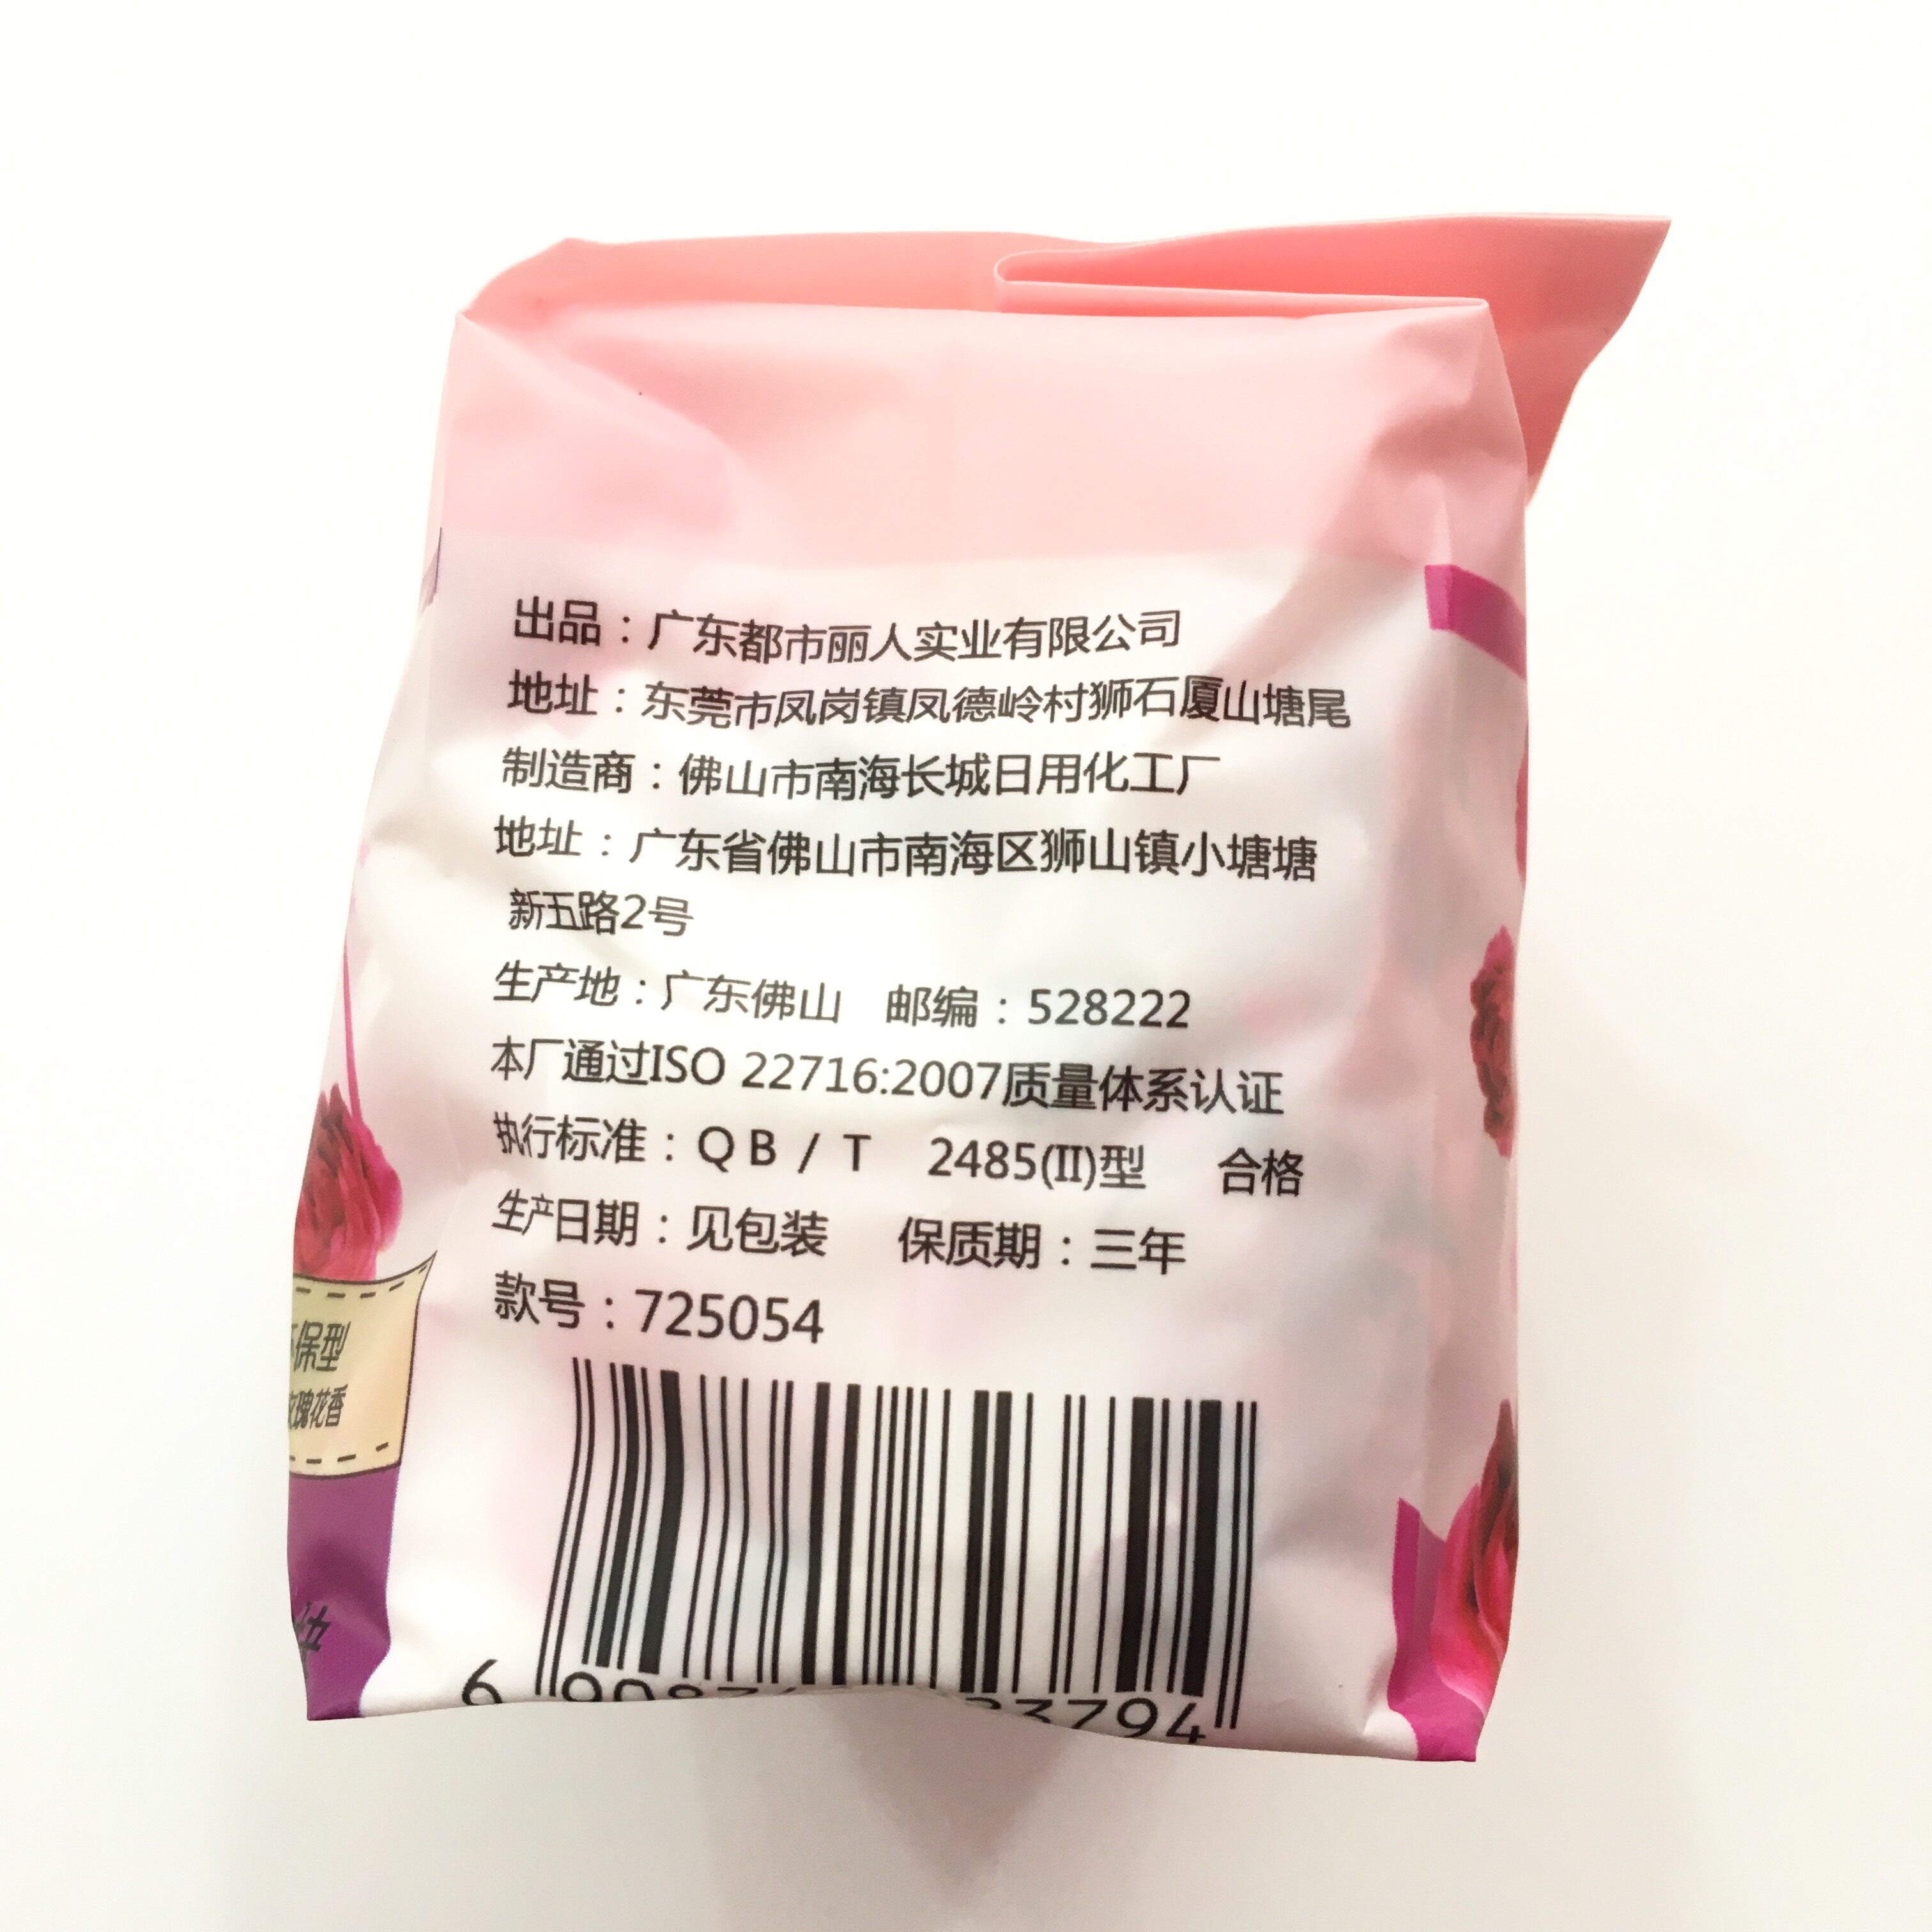 出品：广东都市丽人实业有限公司
地址：东莞市凤岗镇凤德岭村狮石厦山塘尾
制造商：佛山市南海长城日用化工厂
地址：广东省佛山市南海区狮山镇小塘塘
新五路2号
生产地：广东佛山 邮编：528222
本厂通过ISO 22716:2007质量体系认证
执行标准：QB/T 2485(II)型 合格
生产日期：见包装 保质期：三年
款号：725054
保型
玫瑰花香
6 90837 3794